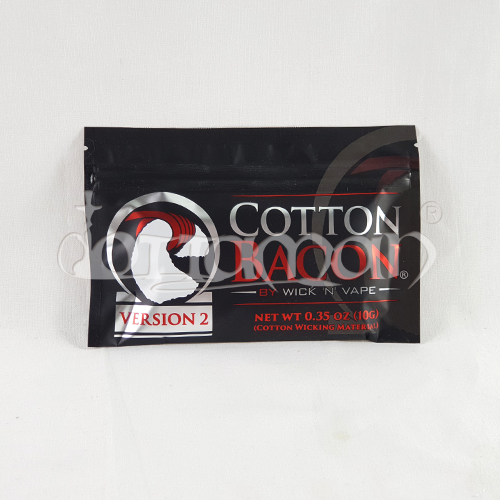 COTTON
BACON®
BY WICK 'N' VAPE
VERSION 2
NET WT 0.35 OZ (10G)
(COTTON WICKING MATERIAL)